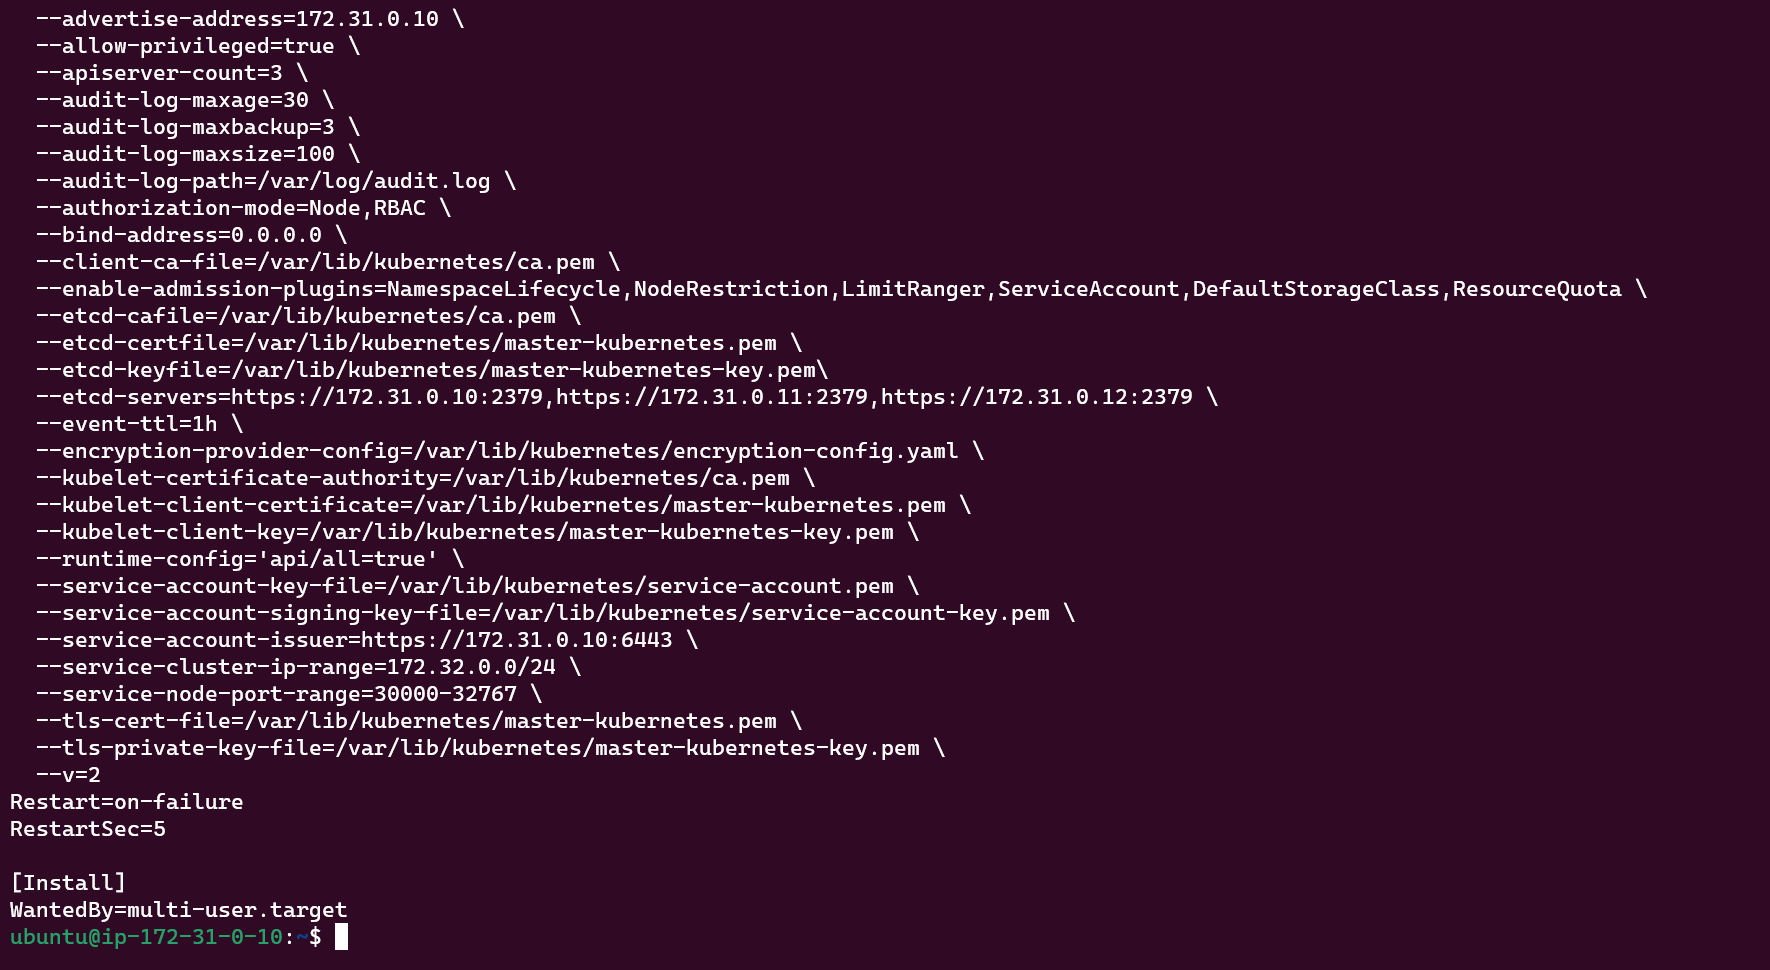 --advertise-address=172.31.0.10 \
--allow-privileged=true \
--apiserver-count=3 \
--audit-log-maxage=30 \
--audit-log-maxbackup=3 \
--audit-log-maxsize=100 \
--audit-log-path=/var/log/audit.log \
--authorization-mode=Node,RBAC \
--bind-address=0.0.0.0 \
--client-ca-file=/var/lib/kubernetes/ca.pem \
--enable-admission-plugins=NamespaceLifecycle,NodeRestriction,LimitRanger,ServiceAccount,DefaultStorageClass,ResourceQuota \
--etcd-cafile=/var/lib/kubernetes/ca.pem \
--etcd-certfile=/var/lib/kubernetes/master-kubernetes.pem \
--etcd-keyfile=/var/lib/kubernetes/master-kubernetes-key.pem\
--etcd-servers=https://172.31.0.10:2379,https://172.31.0.11:2379,https://172.31.0.12:2379 \
--event-ttl=1h \
--encryption-provider-config=/var/lib/kubernetes/encryption-config.yaml \
--kubelet-certificate-authority=/var/lib/kubernetes/ca.pem \
--kubelet-client-certificate=/var/lib/kubernetes/master-kubernetes.pem \
--kubelet-client-key=/var/lib/kubernetes/master-kubernetes-key.pem \
--runtime-config='api/all=true' \
--service-account-key-file=/var/lib/kubernetes/service-account.pem \
--service-account-signing-key-file=/var/lib/kubernetes/service-account-key.pem \
--service-account-issuer=https://172.31.0.10:6443 \
--service-cluster-ip-range=172.32.0.0/24 \
--service-node-port-range=30000-32767 \
--tls-cert-file=/var/lib/kubernetes/master-kubernetes.pem \
--tls-private-key-file=/var/lib/kubernetes/master-kubernetes-key.pem \
--v=2
Restart=on-failure
RestartSec=5

[Install]
WantedBy=multi-user.target
ubuntu@ip-172-31-0-10:~$